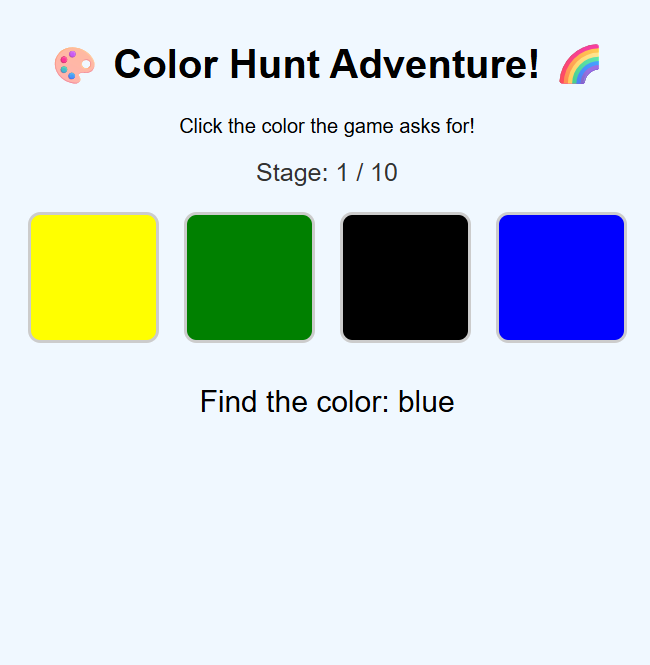 🎨 Color Hunt Adventure! 🌈
Click the color the game asks for!
Stage: 1 / 10
Find the color: blue